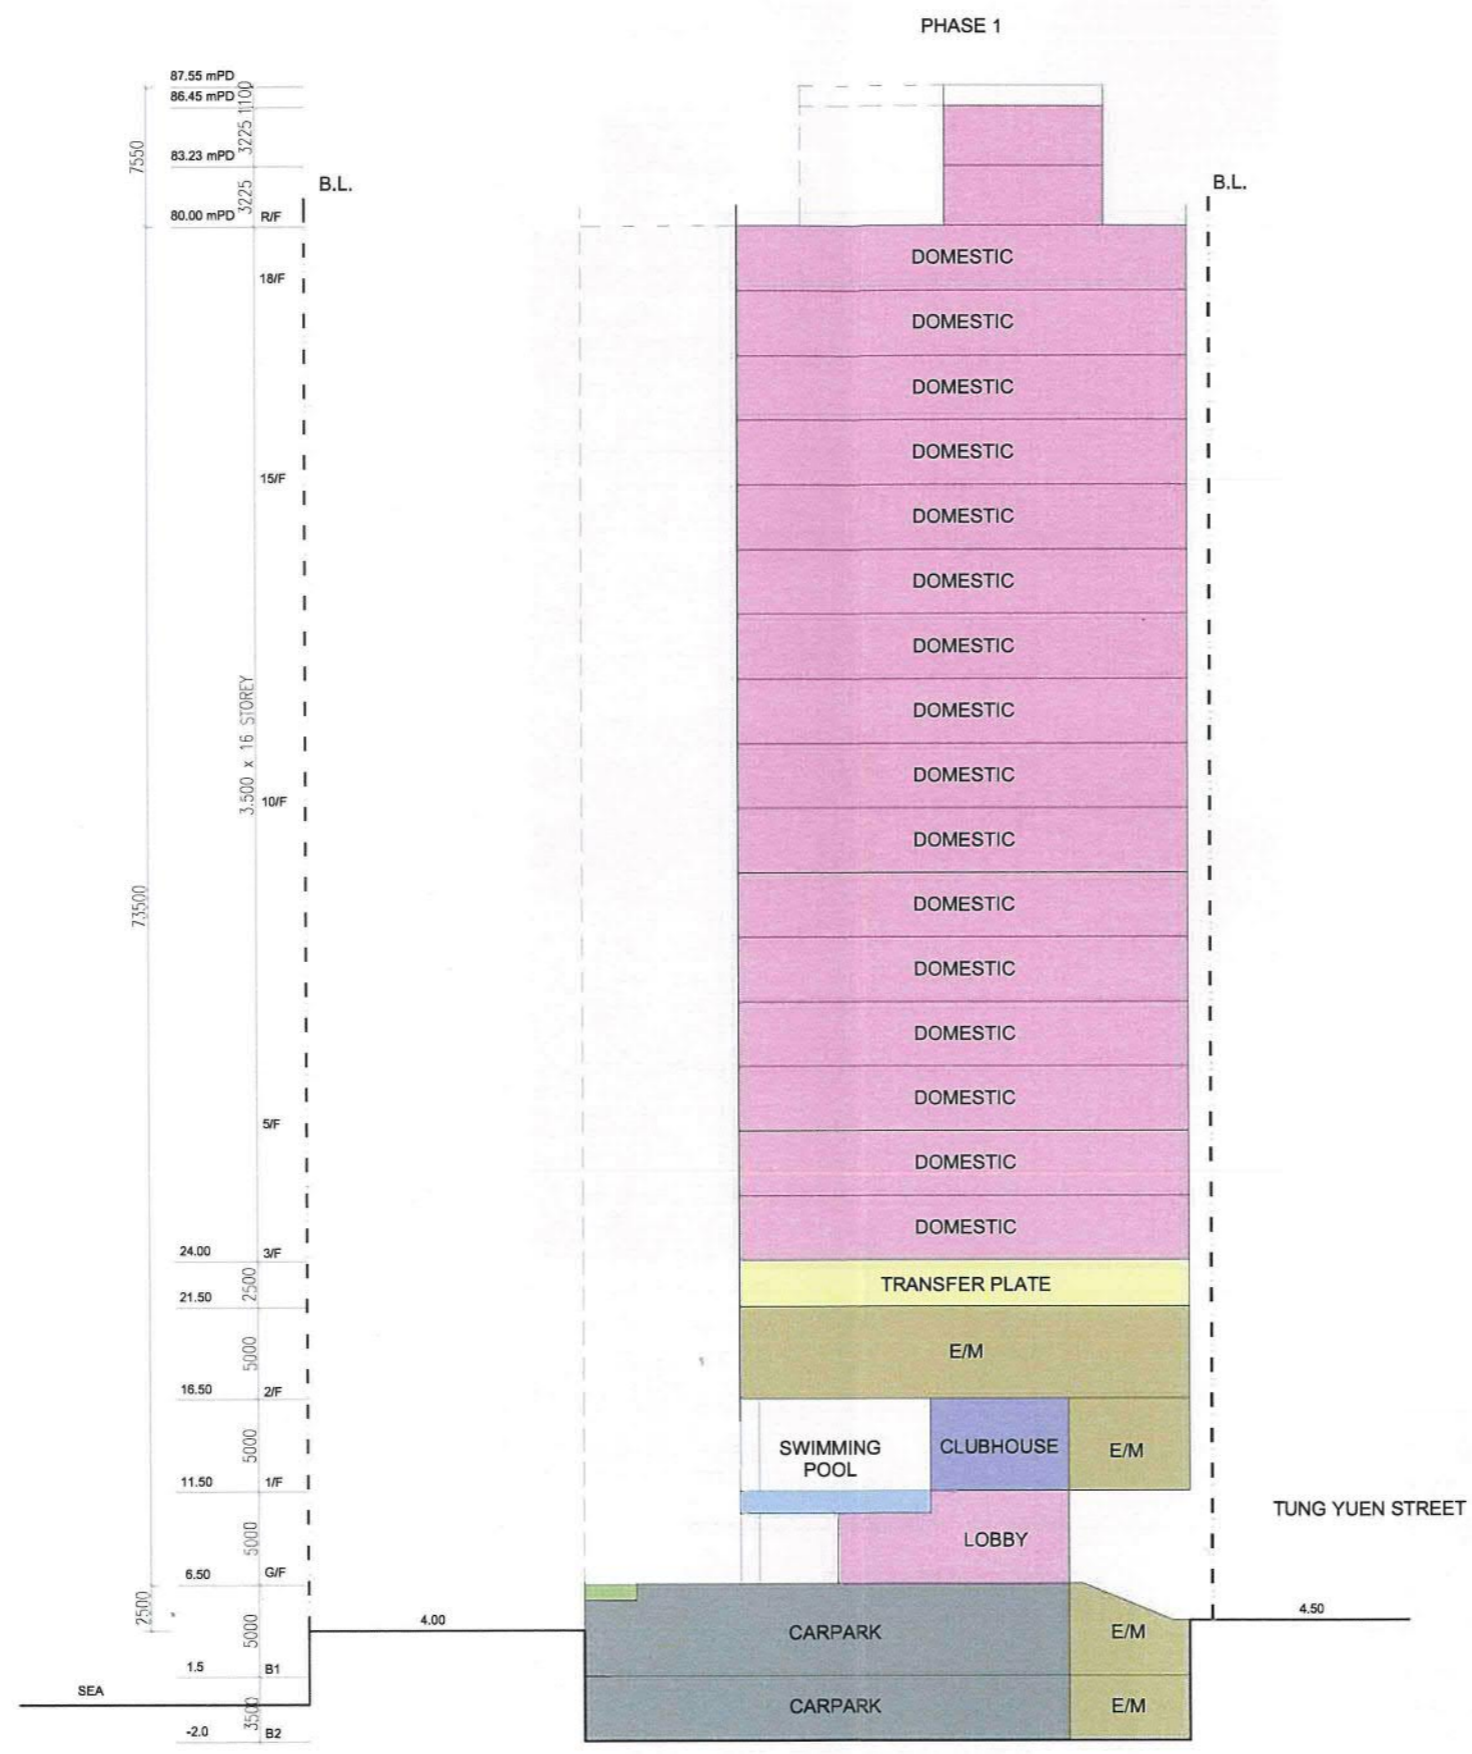 PHASE 1
87.55 mPD
1100
86.45 mPD
3225
7550
83.23 mPD
3225
B.L.
B.L.
80.00 mPD
R/F
DOMESTIC
18/F
DOMESTIC
DOMESTIC
DOMESTIC
15/F
DOMESTIC
DOMESTIC
DOMESTIC
DOMESTIC
3.500 x 16 STOREY
DOMESTIC
10/F
DOMESTIC
73500
DOMESTIC
DOMESTIC
DOMESTIC
DOMESTIC
5/F
DOMESTIC
DOMESTIC
24.00
3/F
2500
TRANSFER PLATE
21.50
5000
E/M
16.50
2/F
5000
SWIMMING
POOL
CLUBHOUSE
E/M
11.50
1/F
TUNG YUEN STREET
5000
LOBBY
6.50
G/F
2500
4.00
4.50
5000
CARPARK
E/M
1.5
B1
SEA
3500
CARPARK
E/M
-2.0
B2